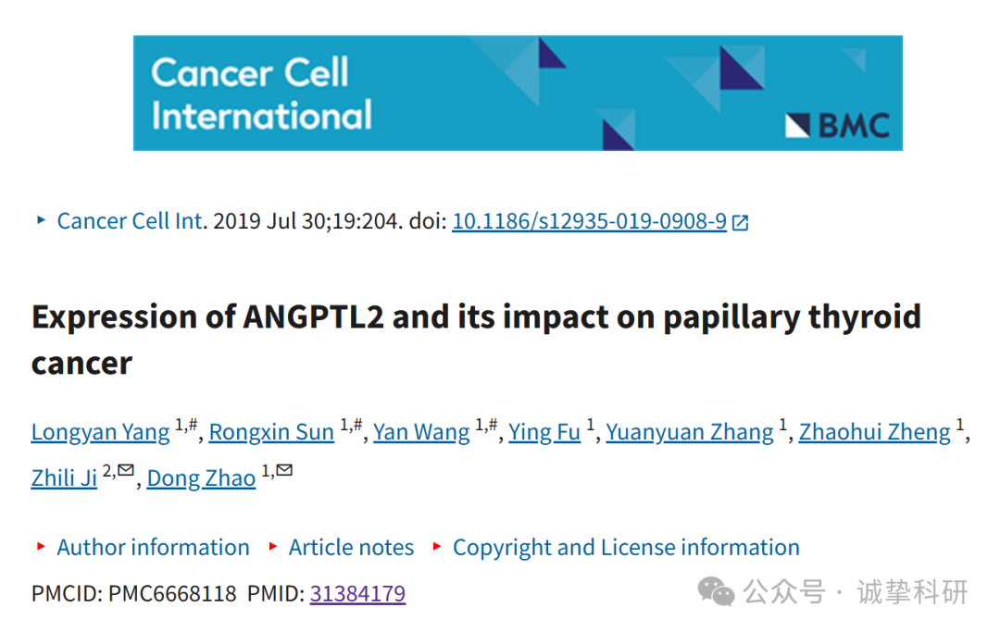 Cancer Cell
International
BMC
Cancer Cell Int. 2019 Jul 30;19:204. doi: 10.1186/s12935-019-0908-9
Expression of ANGPTL2 and its impact on papillary thyroid
cancer
Longyan Yang 1,#, Rongxin Sun 1,#, Yan Wang 1,#, Ying Fu 1, Yuanyuan Zhang 1, Zhaohui Zheng 1,
Zhili Ji 2,✉, Dong Zhao 1,✉
Author information Article notes Copyright and License information
PMCID: PMC6668118 PMID: 31384179
公众号 · 诚挚科研